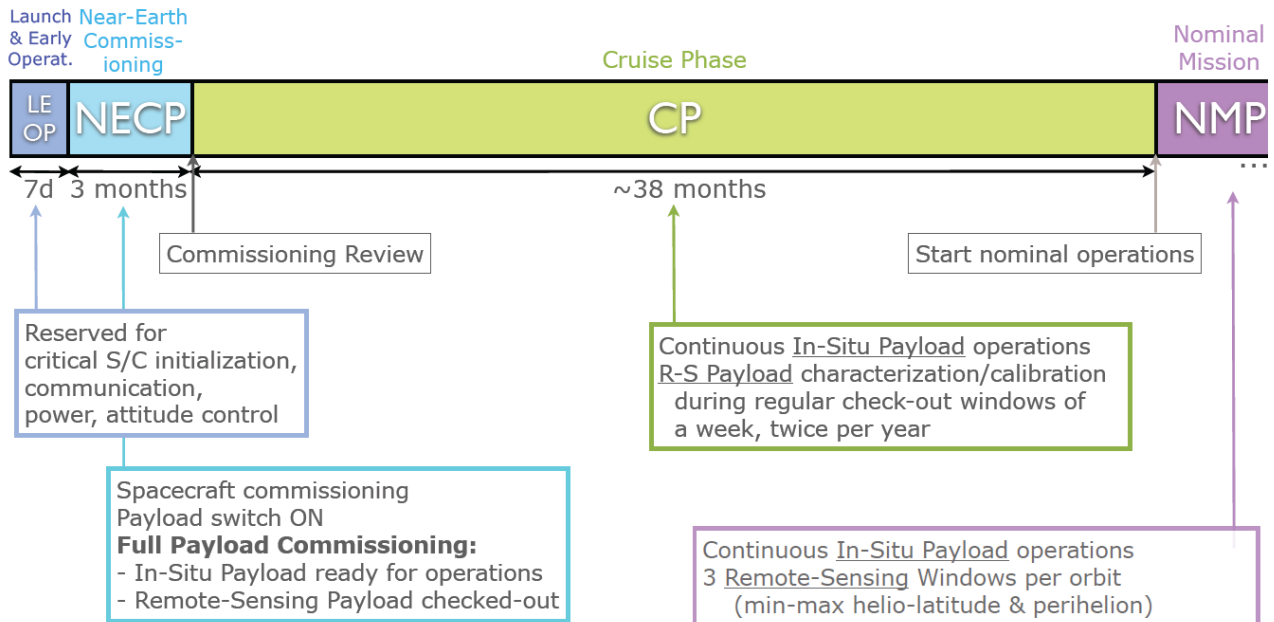 Launch
& Early
Operat.
Near-Earth
Commiss-
ioning
Cruise Phase
Nominal
Mission
LE
OP
NECP
CP
NMP
...
7d
3 months
~38 months
Commissioning Review
Start nominal operations
Reserved for
critical S/C initialization,
communication,
power, attitude control
Continuous In-Situ Payload operations
R-S Payload characterization/calibration
during regular check-out windows of
a week, twice per year
Spacecraft commissioning
Payload switch ON
Full Payload Commissioning:
- In-Situ Payload ready for operations
- Remote-Sensing Payload checked-out
Continuous In-Situ Payload operations
3 Remote-Sensing Windows per orbit
(min-max helio-latitude & perihelion)